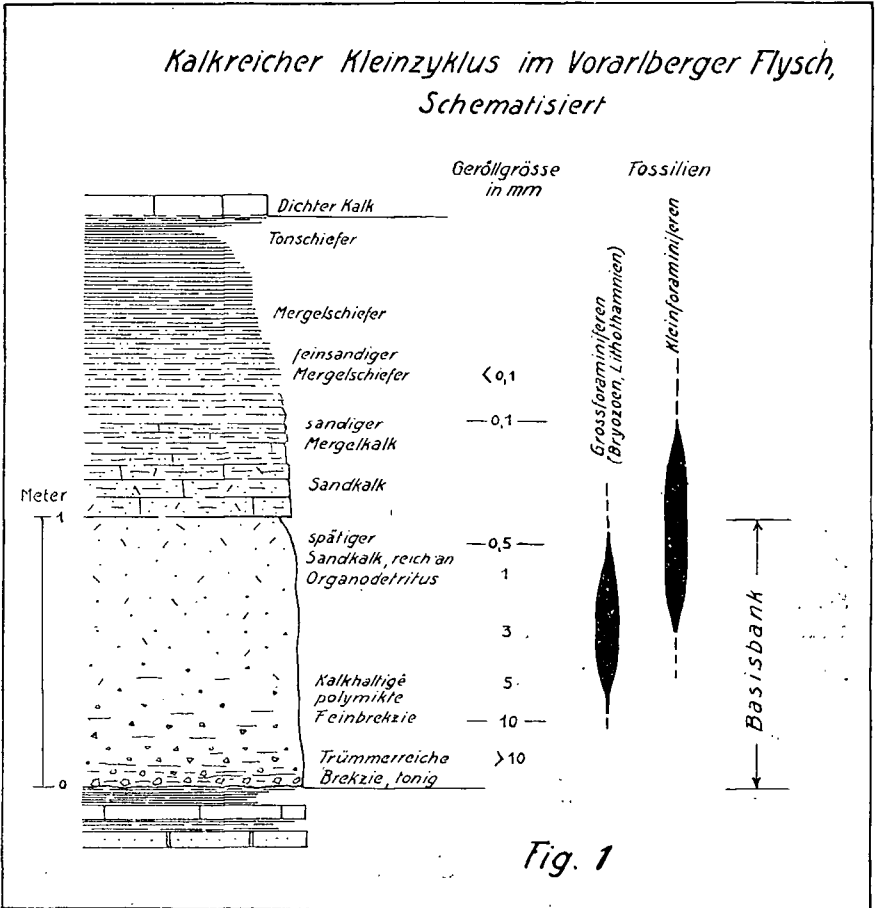 Kalkreicher Kleinzyklus im Vorarlberger Flysch,
Schematisiert
Geröllgrösse
in mm
Fossilien
Dichter Kalk
Tonschiefer
Mergelschiefer
feinsandiger
Mergelschiefer
<0,1
0,1
sandiger
Mergelkalk
Sandkalk
Meter
1
0
spätiger
Sandkalk, reich an
Organodetritus
0,5
1
3
Kalkhaltige
polymikte
Feinbrekzie
5
10
Trümmerreiche
Brekzie, tonig
>10
Grossforaminiferen
(Bryozoen, Lithothamnien)
Kleinforaminiferen
Basisbank
Fig. 1